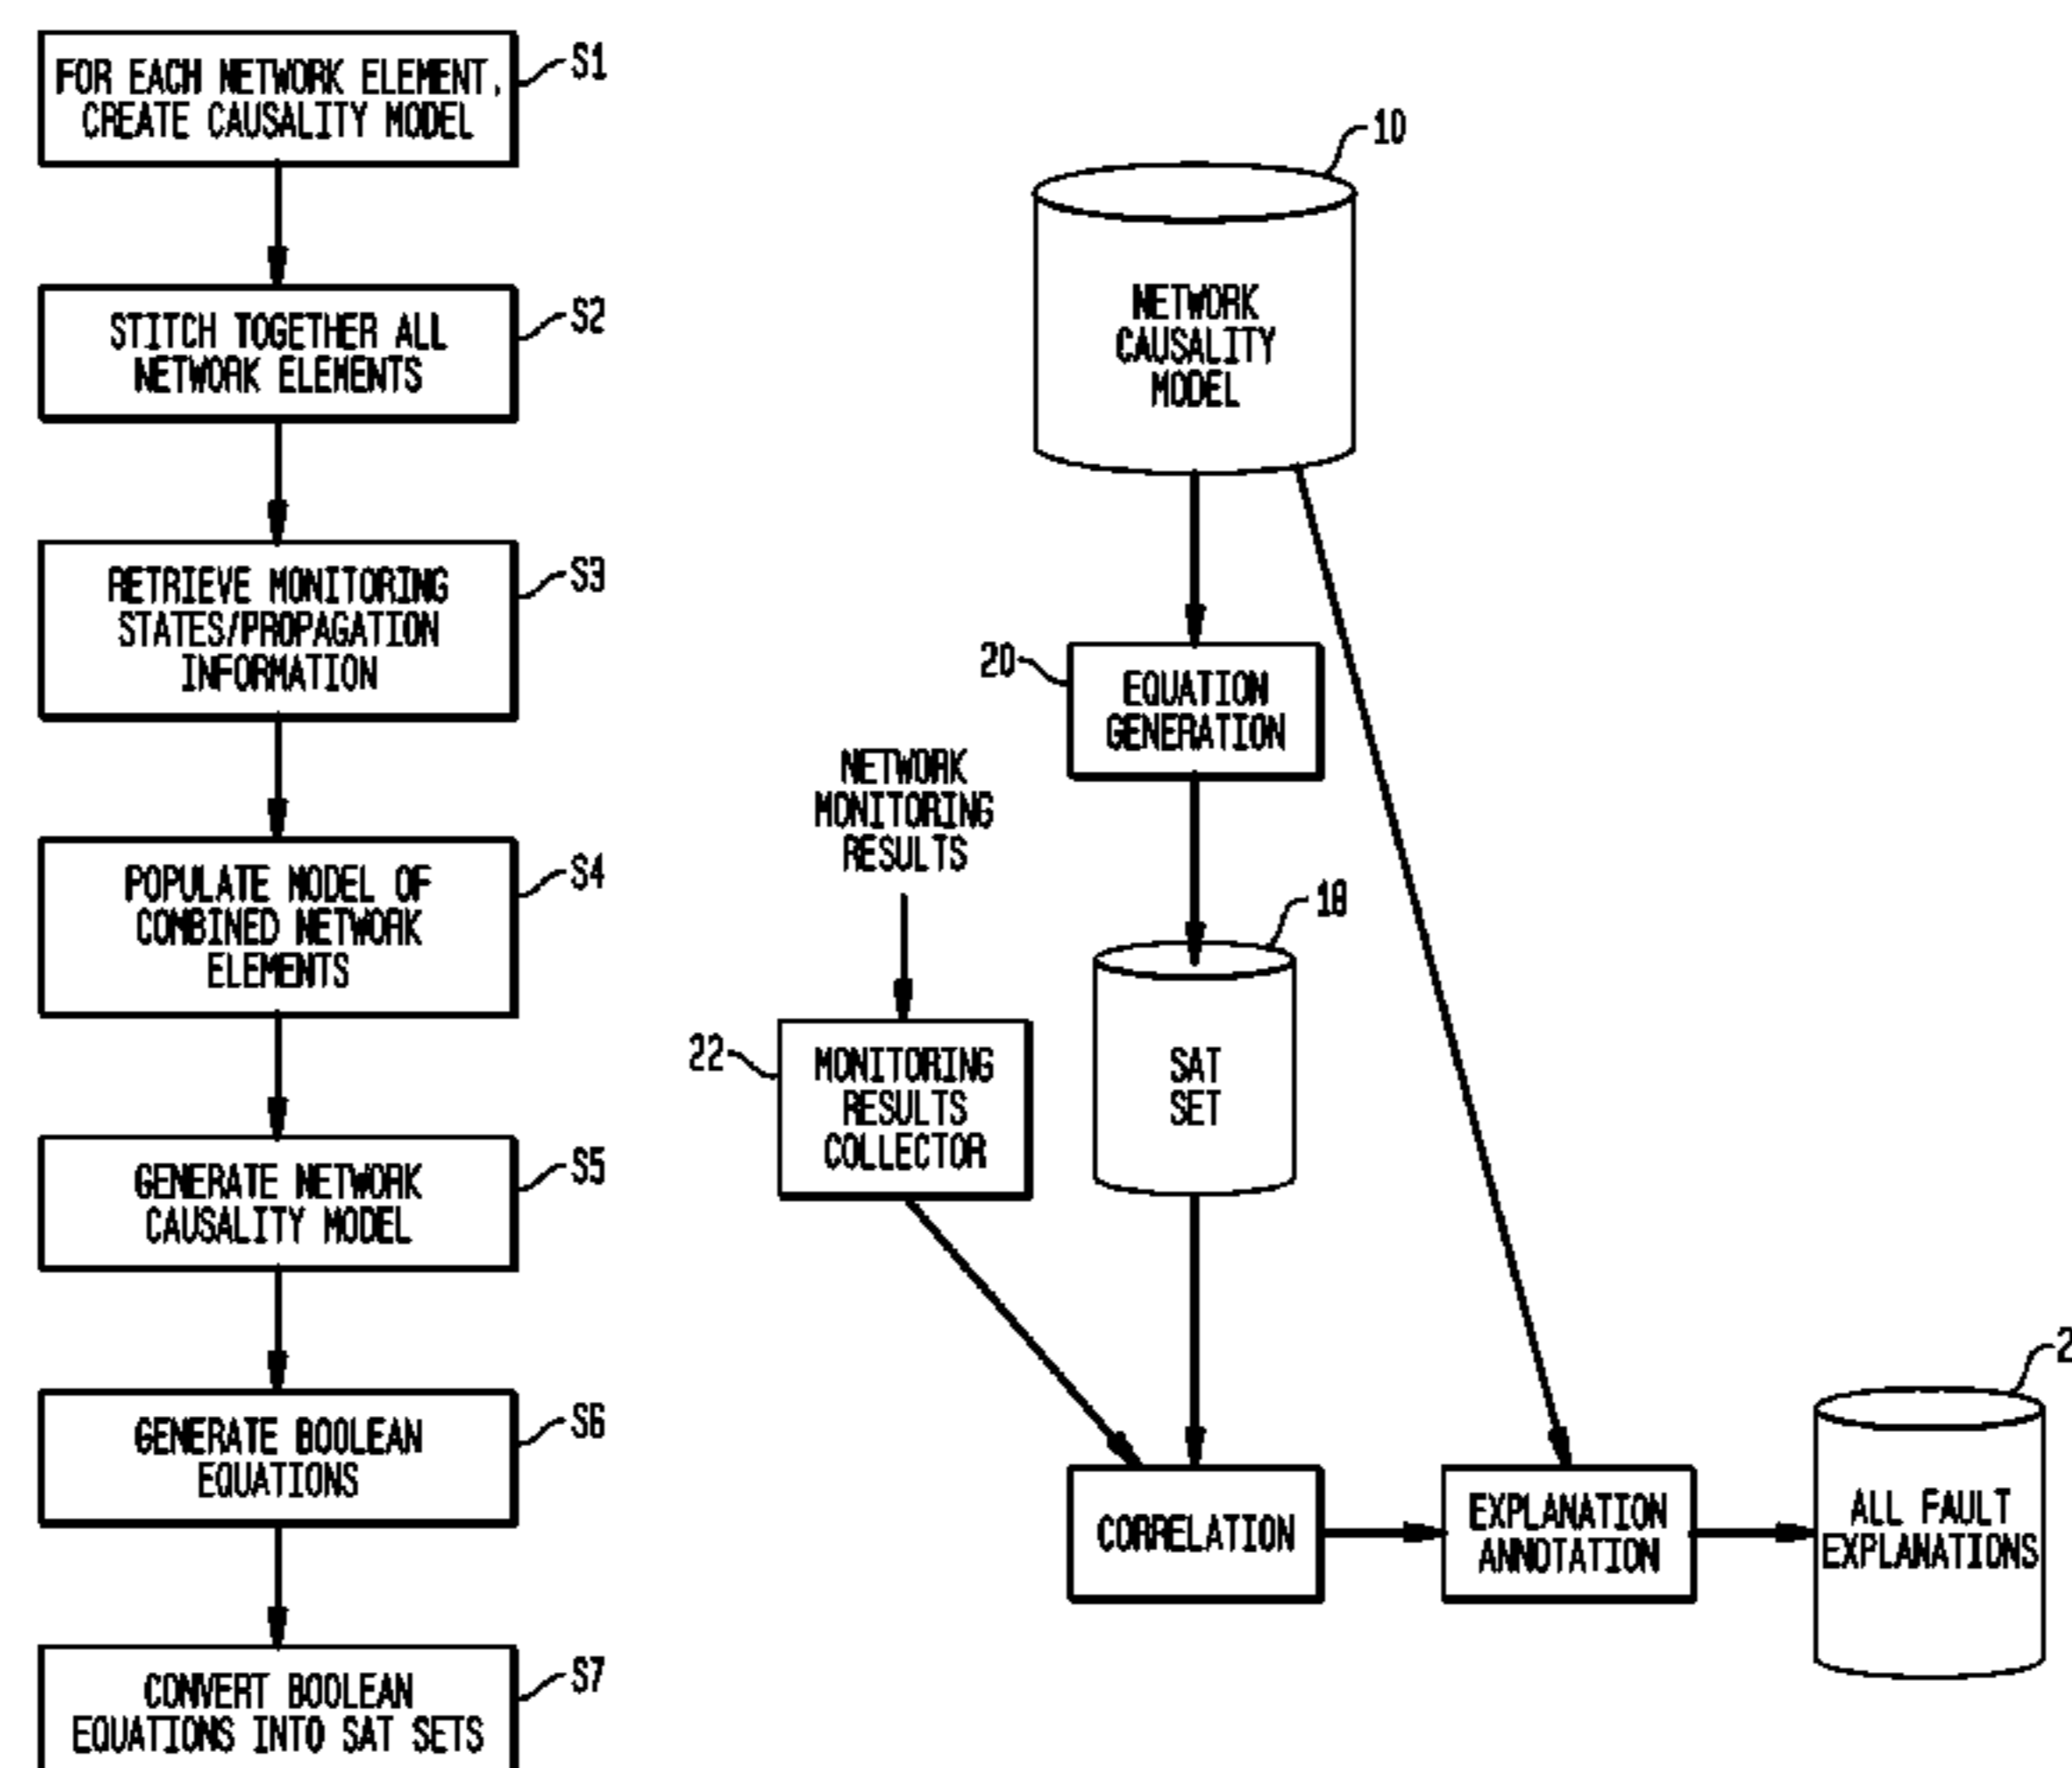 FOR EACH NETWORK ELEMENT,
CREATE CAUSALITY MODEL
S1
STITCH TOGETHER ALL
NETWORK ELEMENTS
S2
RETRIEVE MONITORING
STATES/PROPAGATION
INFORMATION
S3
POPULATE MODEL OF
COMBINED NETWORK
ELEMENTS
S4
GENERATE NETWORK
CAUSALITY MODEL
S5
GENERATE BOOLEAN
EQUATIONS
S6
CONVERT BOOLEAN
EQUATIONS INTO SAT SETS
S7
10
NETWORK
CAUSALITY
MODEL
20
EQUATION
GENERATION
NETWORK
MONITORING
RESULTS
18
SAT
SET
22
MONITORING
RESULTS
COLLECTOR
CORRELATION
EXPLANATION
ANNOTATION
ALL FAULT
EXPLANATIONS